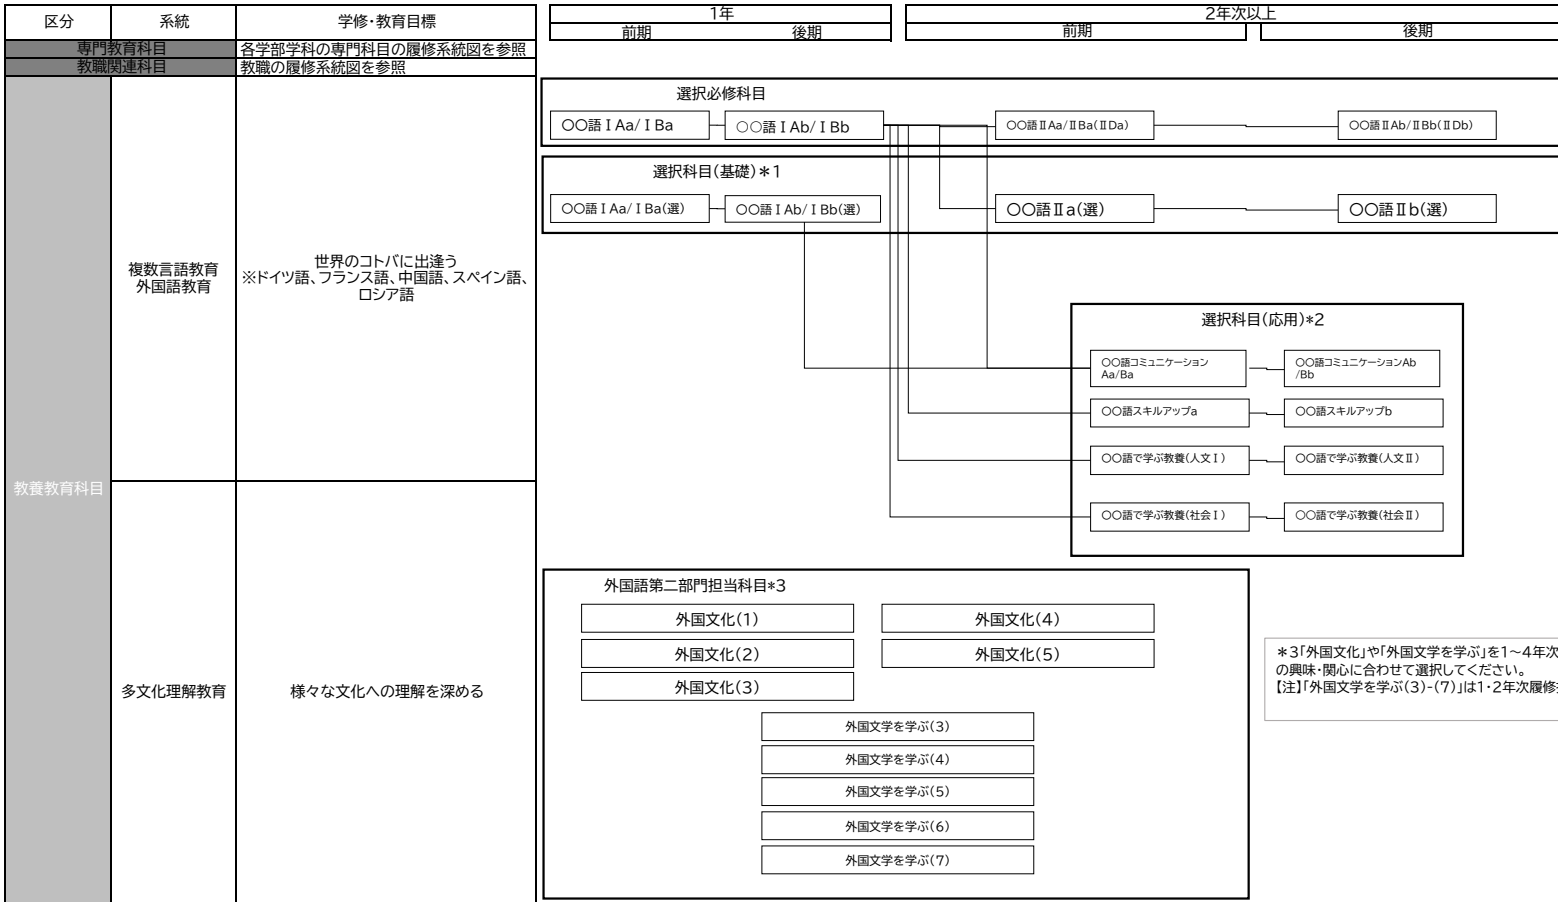 区分
系統
学修・教育目標
1年
前期
後期
2年次以上
前期
後期
専門教育科目
各学部学科の専門科目の履修系統図を参照
教職関連科目
教職の履修系統図を参照
教養教育科目
複数言語教育
外国語教育
世界のコトバに出逢う
※ドイツ語、フランス語、中国語、スペイン語、
ロシア語
選択必修科目
〇〇語ⅠAa/ⅠBa
〇〇語ⅠAb/ⅠBb
〇〇語ⅡAa/ⅡBa(ⅡDa)
〇〇語ⅡAb/ⅡBb(ⅡDb)
選択科目(基礎)＊1
〇〇語ⅠAa/ⅠBa(選)
〇〇語ⅠAb/ⅠBb(選)
〇〇語Ⅱa(選)
〇〇語Ⅱb(選)
選択科目(応用)*2
〇〇語コミュニケーション
Aa/Ba
〇〇語コミュニケーションAb
/Bb
〇〇語スキルアップa
〇〇語スキルアップb
〇〇語で学ぶ教養(人文Ⅰ)
〇〇語で学ぶ教養(人文Ⅱ)
〇〇語で学ぶ教養(社会Ⅰ)
〇〇語で学ぶ教養(社会Ⅱ)
多文化理解教育
様々な文化への理解を深める
外国語第二部門担当科目*3
外国文化(1)
外国文化(4)
外国文化(2)
外国文化(5)
外国文化(3)
外国文学を学ぶ(3)
外国文学を学ぶ(4)
外国文学を学ぶ(5)
外国文学を学ぶ(6)
外国文学を学ぶ(7)
＊3「外国文化」や「外国文学を学ぶ」を1～4年次
の興味・関心に合わせて選択してください。
【注】「外国文学を学ぶ(3)-(7)」は1・2年次履修